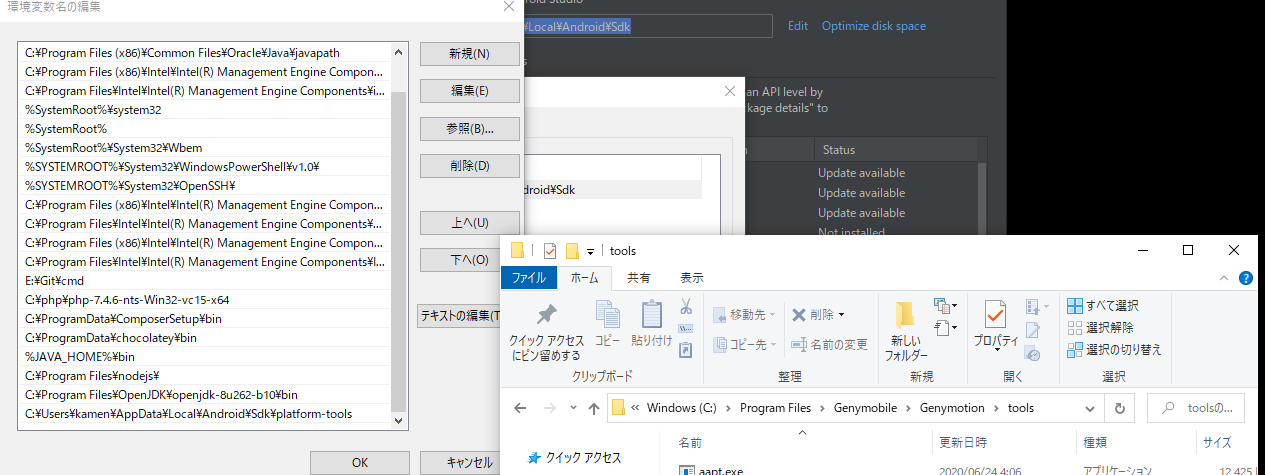 環境変数名の編集
C:¥Program Files (x86)¥Common Files¥Oracle¥Java¥javapath
C:¥Program Files (x86)¥Intel¥Intel(R) Management Engine Compon...
C:¥Program Files¥Intel¥Intel(R) Management Engine Components¥i...
%SystemRoot%¥system32
%SystemRoot%
%SystemRoot%¥System32¥Wbem
%SYSTEMROOT%¥System32¥WindowsPowerShell¥v1.0¥
%SYSTEMROOT%¥System32¥OpenSSH¥
C:¥Program Files (x86)¥Intel¥Intel(R) Management Engine Compon...
C:¥Program Files¥Intel¥Intel(R) Management Engine Components¥...
C:¥Program Files (x86)¥Intel¥Intel(R) Management Engine Compon...
C:¥Program Files¥Intel¥Intel(R) Management Engine Components¥I...
E:¥Git¥cmd
C:¥php¥php-7.4.6-nts-Win32-vc15-x64
C:¥ProgramData¥ComposerSetup¥bin
C:¥ProgramData¥chocolatey¥bin
%JAVA_HOME%¥bin
C:¥Program Files¥nodejs¥
C:¥Program Files¥OpenJDK¥openjdk-8u262-b10¥bin
C:¥Users¥kamen¥AppData¥Local¥Android¥Sdk¥platform-tools
新規(N)
編集(E)
参照(B)...
削除(D)
上へ(U)
下へ(O)
テキストの編集(T
OK
キャンセル
droid Studio
¥Local¥Android¥Sdk
Edit
Optimize disk space
s
an API level by
kage details" to
Status
Update available
Update available
Update available
Not installed
droid¥Sdk
tools
ファイル
ホーム
共有
表示
クイック アクセス
にピン留めする
コピー
貼り付け
クリップボード
移動先
コピー先
削除
名前の変更
整理
新しい
フォルダー
新規
プロパティ
開く
すべて選択
選択解除
選択の切り替え
選択
« Windows (C:) > Program Files > Genymobile > Genymotion > tools
toolsの...
クイック アクセス
名前
更新日時
種類
サイズ
aapt.exe
2020/06/24 4:06
アプリケーション
12,425